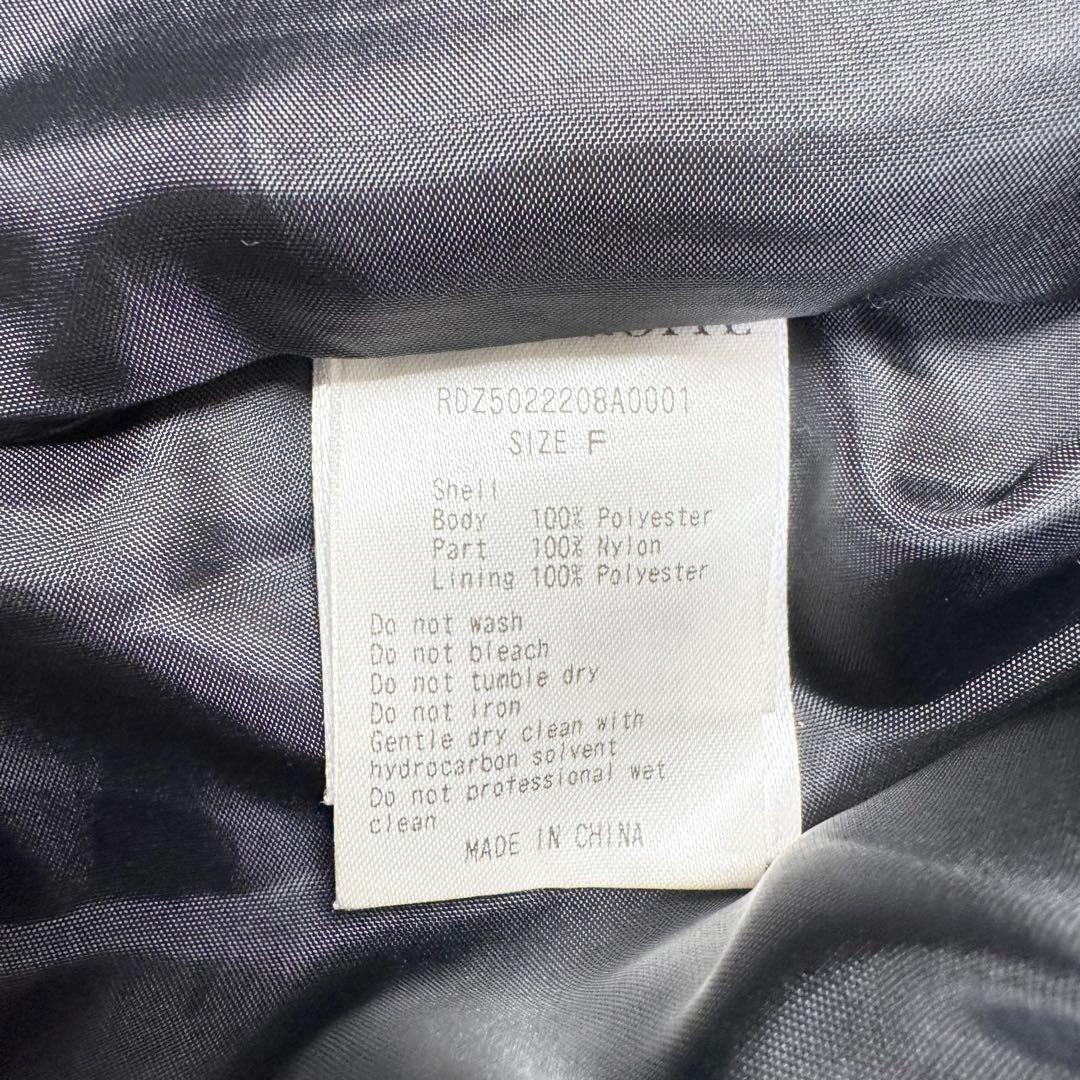 RDZ5022208A0001
SIZE F
Shell
Body 100% Polyester
Part 100% Nylon
Lining 100% Polyester
Do not wash
Do not bleach
Do not tumble dry
Do not iron
Gentle dry clean with
hydrocarbon solvent
Do not professional wet
clean
MADE IN CHINA